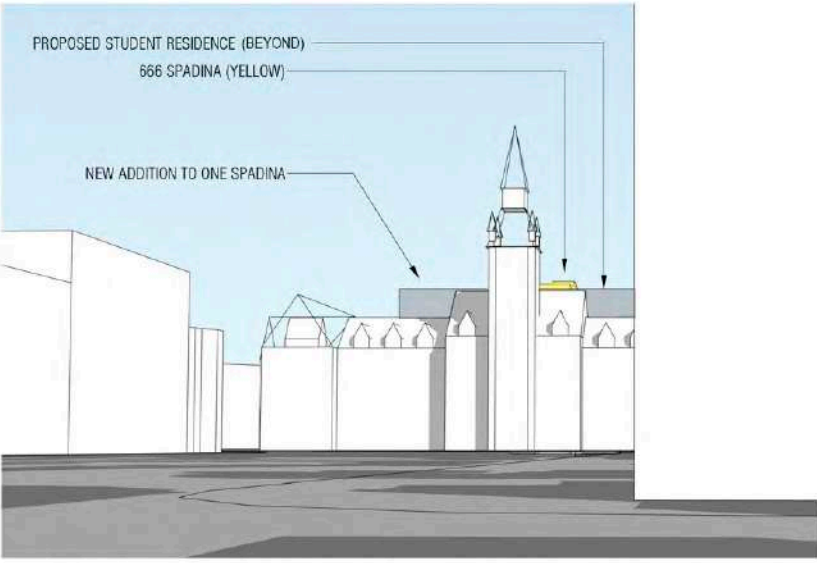 PROPOSED STUDENT RESIDENCE (BEYOND)
666 SPADINA (YELLOW)
NEW ADDITION TO ONE SPADINA